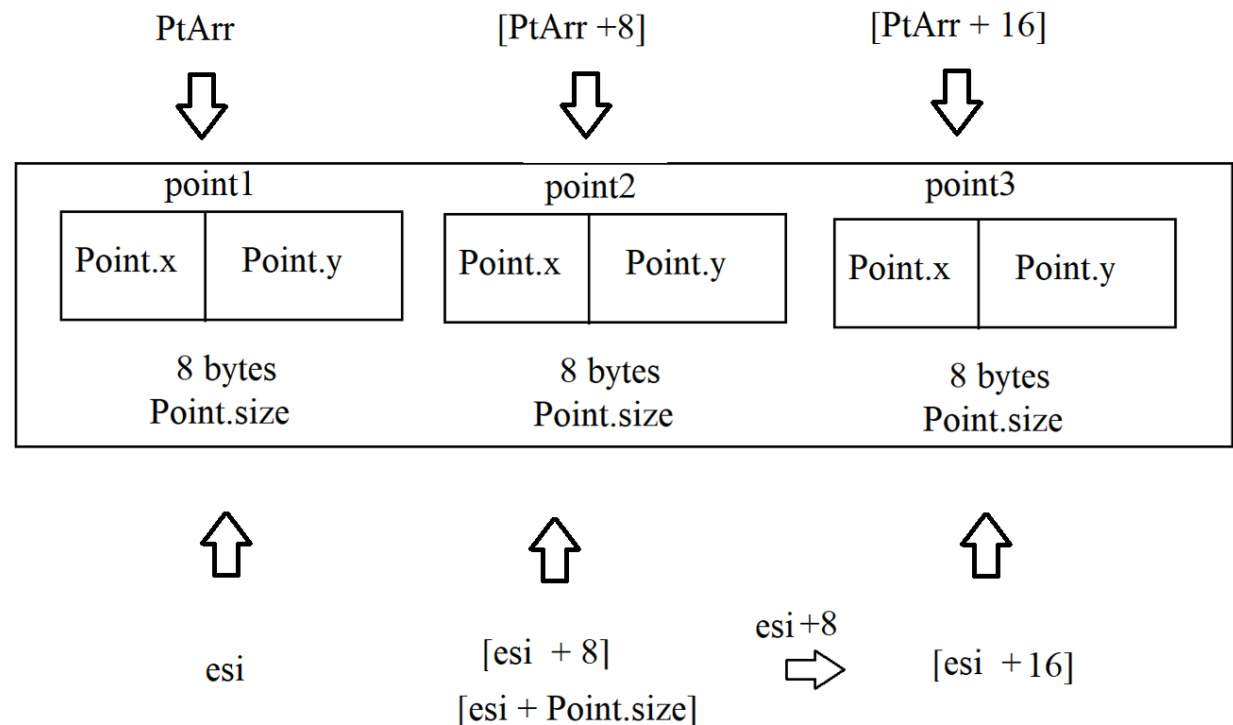 PtArr
[PtArr +8]
[PtArr + 16]
point1
point2
point3
Point.x
Point.y
Point.x
Point.y
Point.x
Point.y
8 bytes
Point.size
8 bytes
Point.size
8 bytes
Point.size
esi
[esi + 8]
[esi + Point.size]
esi+8
[esi +16]